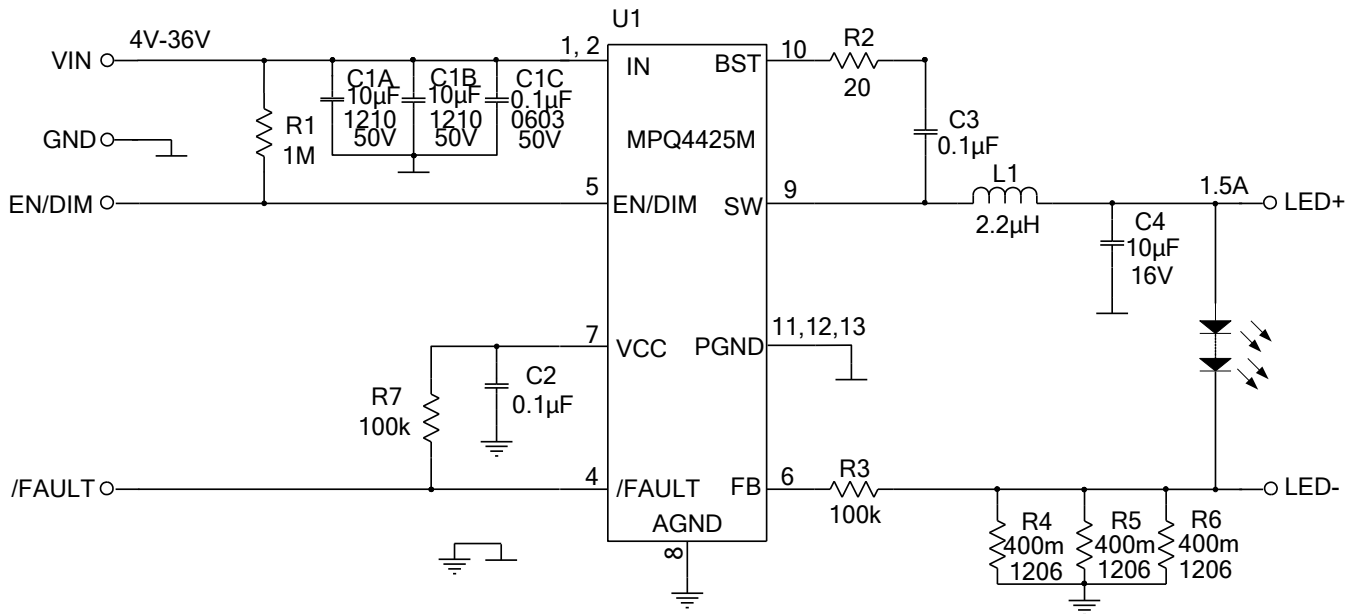 U1
4V-36V
VIN
1, 2
IN
BST
10
R2
20
C1A
10µF
1210
50V
C1B
10µF
1210
50V
C1C
0.1µF
0603
50V
R1
1M
GND
MPQ4425M
C3
0.1µF
L1
2.2µH
1.5A
EN/DIM
5
EN/DIM
SW
9
LED+
C4
10µF
16V
7
VCC
PGND
11,12,13
C2
0.1µF
R7
100k
/FAULT
4
/FAULT
FB
6
R3
100k
LED-
AGND
8
R4
400m
1206
R5
400m
1206
R6
400m
1206